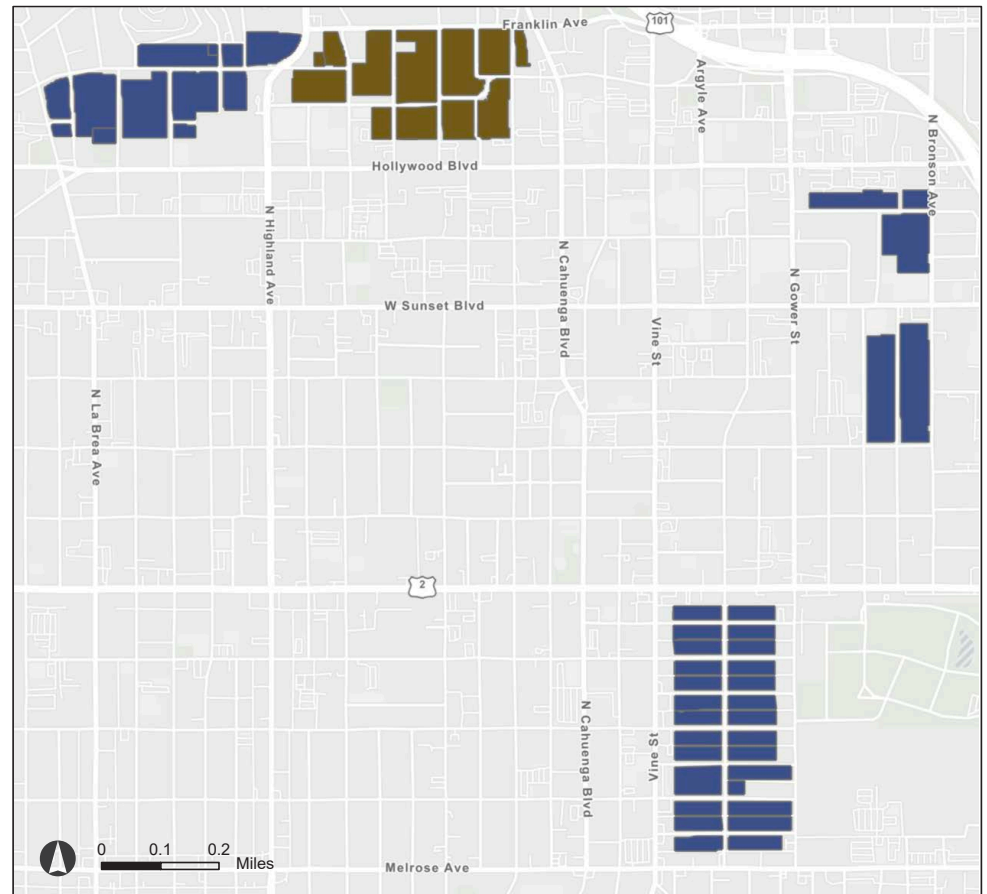 Franklin Ave
101
Argyle Ave
N Bronson Ave
Hollywood Blvd
N Highland Ave
N Cahuenga Blvd
N Gower St
W Sunset Blvd
Vine St
N La Brea Ave
2
N Cahuenga Blvd
Vine St
0 0.1 0.2
Miles
Melrose Ave